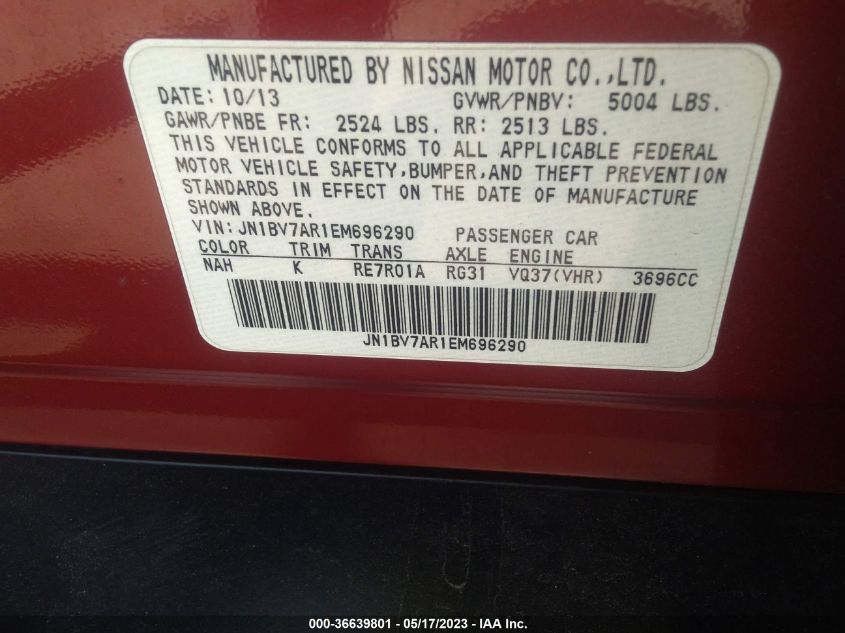 MANUFACTURED BY NISSAN MOTOR CO.,LTD.
DATE: 10/13 GVWR/PNBV: 5004 LBS.
GAWR/PNBE FR: 2524 LBS. RR: 2513 LBS.
THIS VEHICLE CONFORMS TO ALL APPLICABLE FEDERAL
MOTOR VEHICLE SAFETY,BUMPER,AND THEFT PREVENTION
STANDARDS IN EFFECT ON THE DATE OF MANUFACTURE
SHOWN ABOVE.
VIN: JN1BV7AR1EM696290 PASSENGER CAR
COLOR TRIM TRANS AXLE ENGINE
NAH K RE7R01A RG31 VQ37(VHR) 3696CC
JN1BV7AR1EM696290
000-36639801 - 05/17/2023 - IAA Inc.